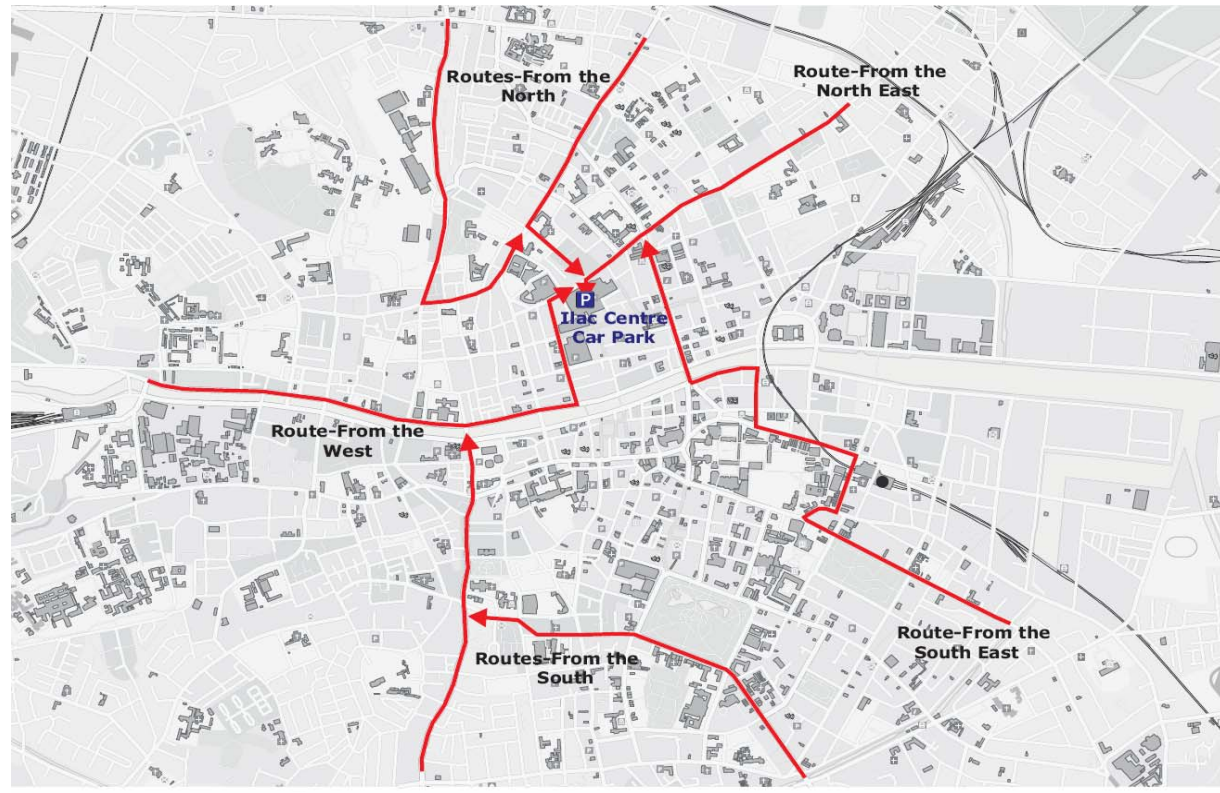 Routes-From the
North
Route-From the
North East
P
Ilac Centre
Car Park
Route-From the
West
Routes-From the
South
Route-From the
South East